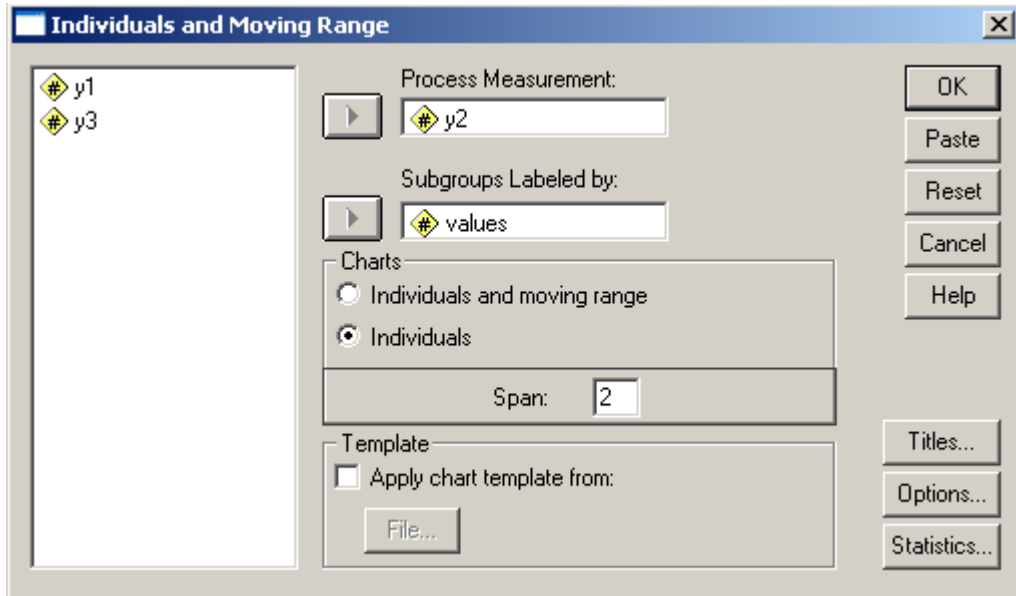 Individuals and Moving Range
y1
y3
Process Measurement:
y2
Subgroups Labeled by:
values
Charts
Individuals and moving range
Individuals
Span: 2
Template
Apply chart template from:
File...
OK
Paste
Reset
Cancel
Help
Titles...
Options...
Statistics...